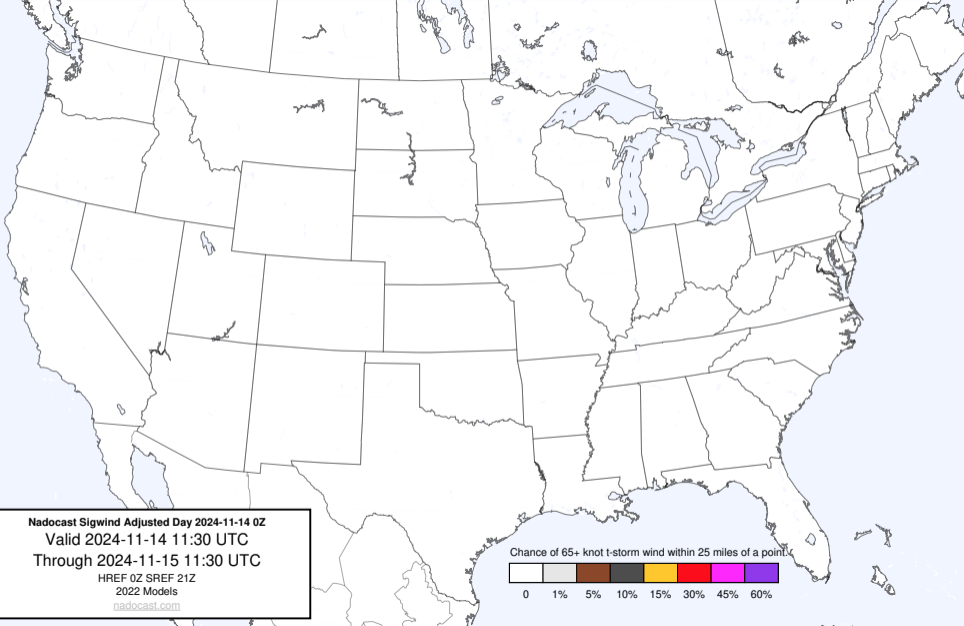 Nadocast Sigwind Adjusted Day 2024-11-14 0Z
Valid 2024-11-14 11:30 UTC
Through 2024-11-15 11:30 UTC
HREF 0Z SREF 21Z
2022 Models
nadocast.com
Chance of 65+ knot t-storm wind within 25 miles of a point.
0 1% 5% 10% 15% 30% 45% 60%